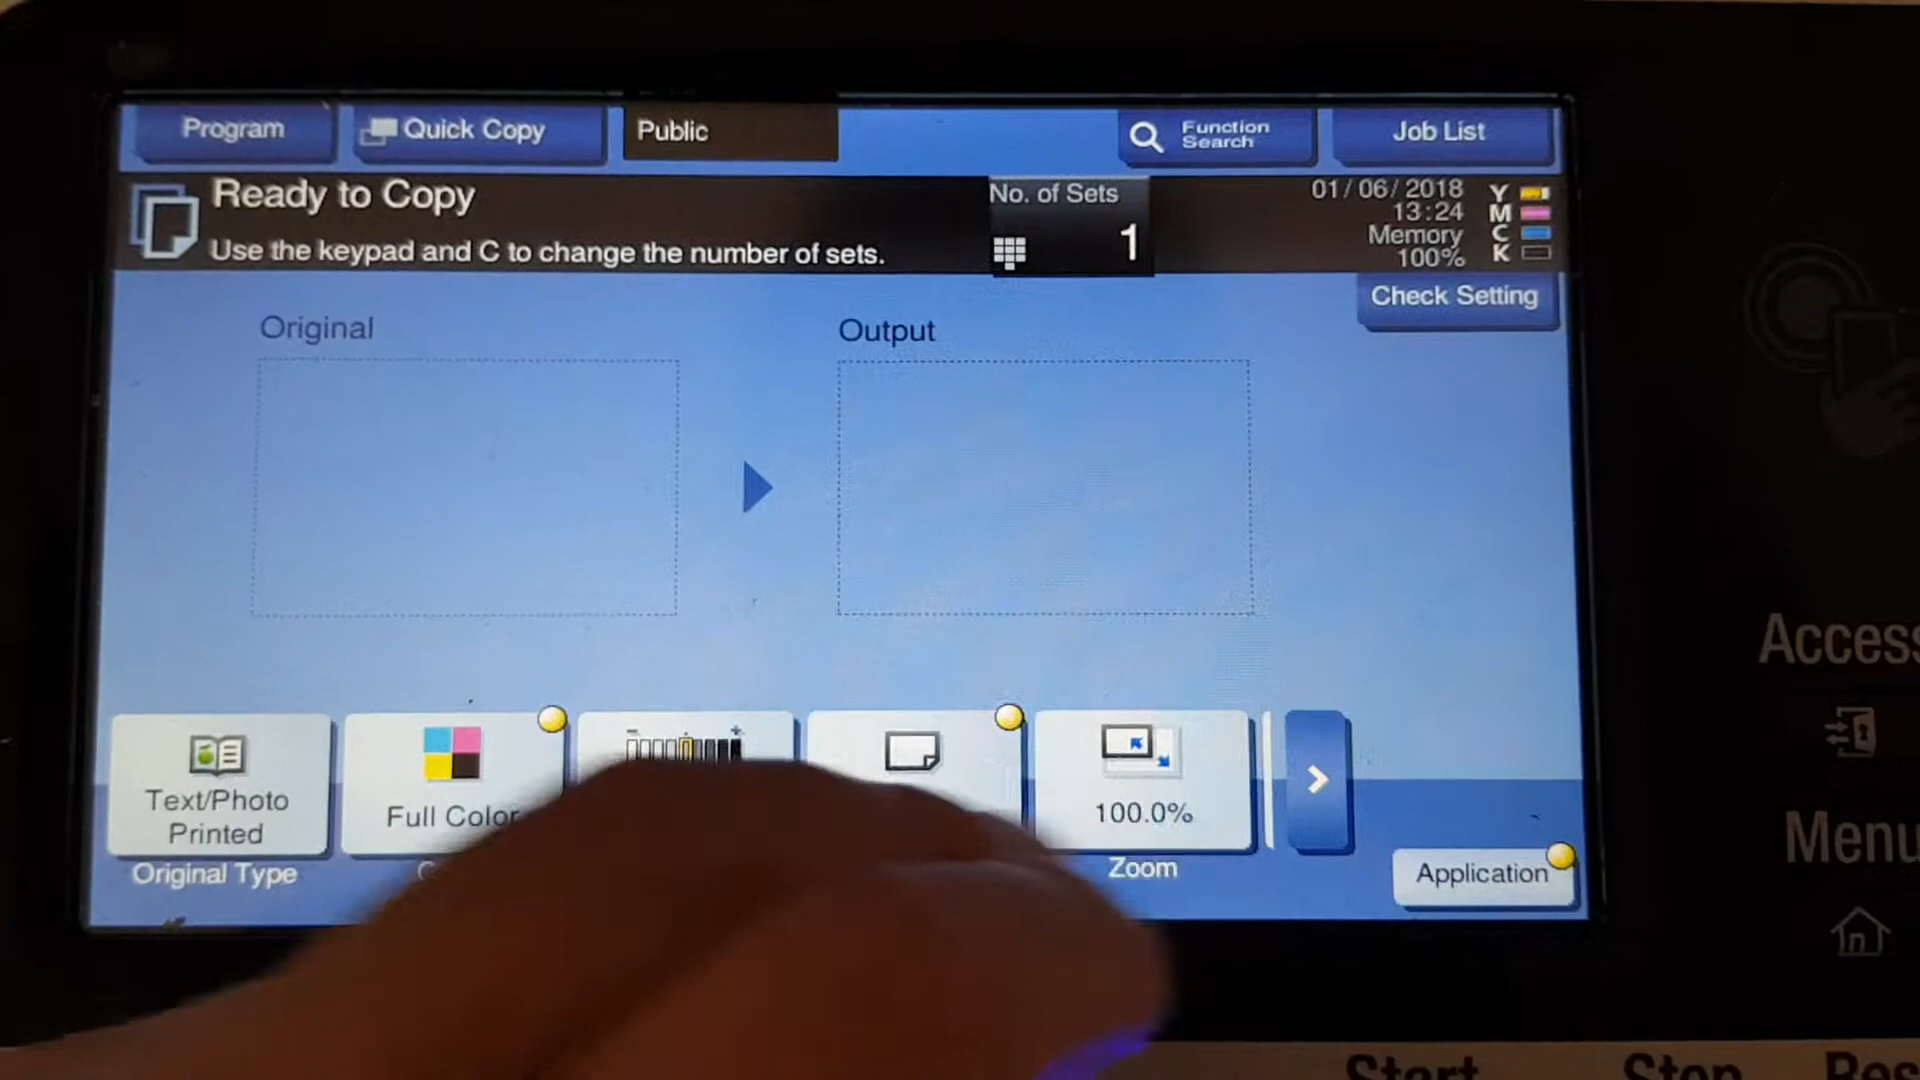 Program
Quick Copy
Public
Function
Search
Job List
Ready to Copy
Use the keypad and C to change the number of sets.
No. of Sets
1
01/06/2018
13:24
Memory
100%
Y
M
C
K
Check Setting
Original
Output
Text/Photo
Printed
Original Type
Full Color
- +
100.0%
Zoom
Application
Access
Menu
Start
Stop